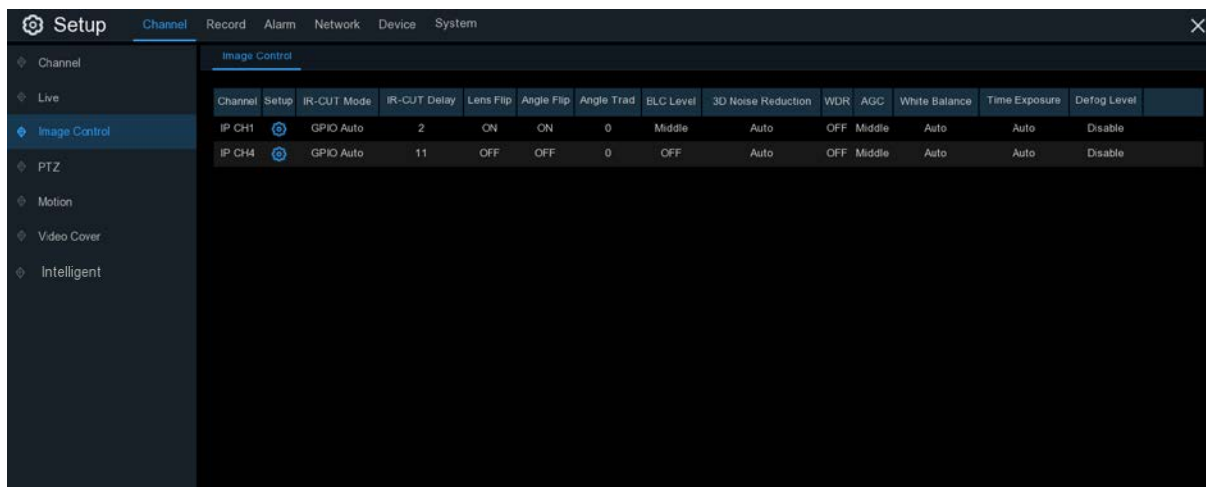 Setup Channel Record Alarm Network Device System
Channel
Live
Image Control
PTZ
Motion
Video Cover
Intelligent
Image Control
Channel Setup IR-CUT Mode IR-CUT Delay Lens Flip Angle Flip Angle Trad BLC Level 3D Noise Reduction WDR AGC White Balance Time Exposure Defog Level
IP CH1 GPIO Auto 2 ON ON 0 Middle Auto OFF Middle Auto Auto Disable
IP CH4 GPIO Auto 11 OFF OFF 0 OFF Auto OFF Middle Auto Auto Disable